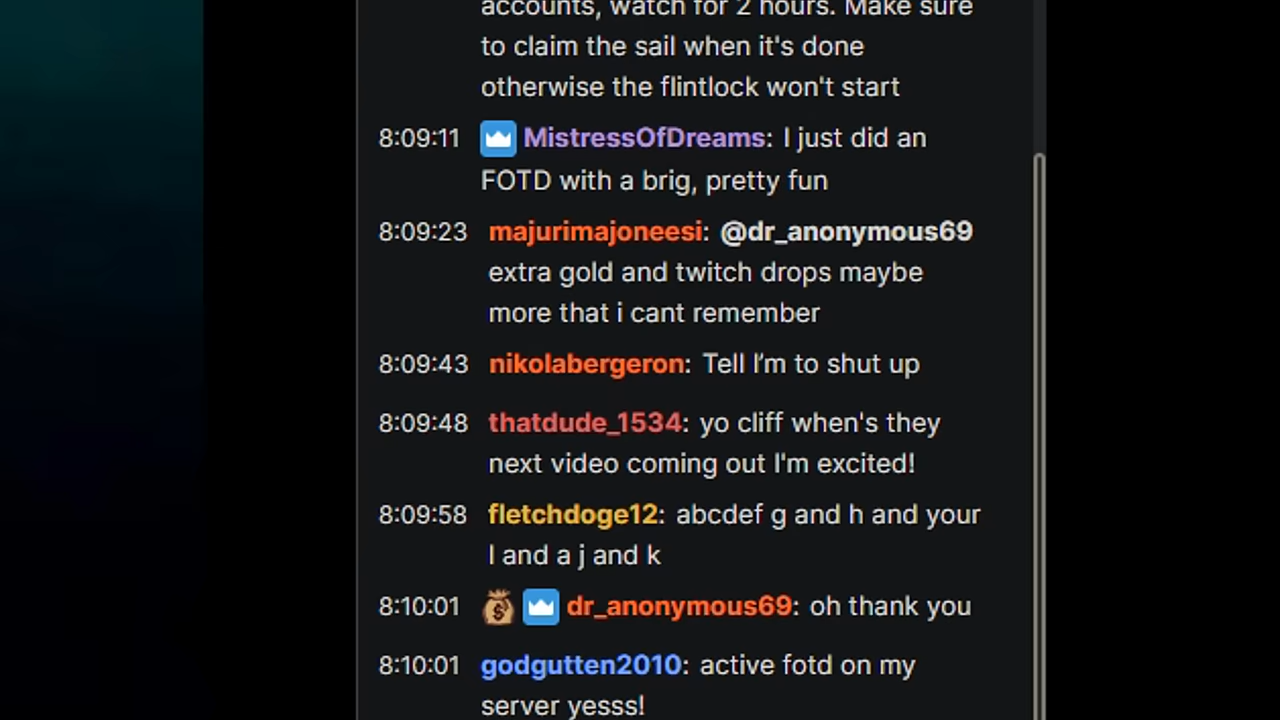 accounts, watch for 2 hours. Make sure
to claim the sail when it's done
otherwise the flintlock won't start
8:09:11 MistressOfDreams: I just did an
FOTD with a brig, pretty fun
8:09:23 majurimajoneesi: @dr_anonymous69
extra gold and twitch drops maybe
more that i cant remember
8:09:43 nikolabergeron: Tell I’m to shut up
8:09:48 thatdude_1534: yo cliff when's they
next video coming out I'm excited!
8:09:58 fletchdoge12: abcdef g and h and your
I and a j and k
8:10:01 dr_anonymous69: oh thank you
8:10:01 godgutten2010: active fotd on my
server yesss!